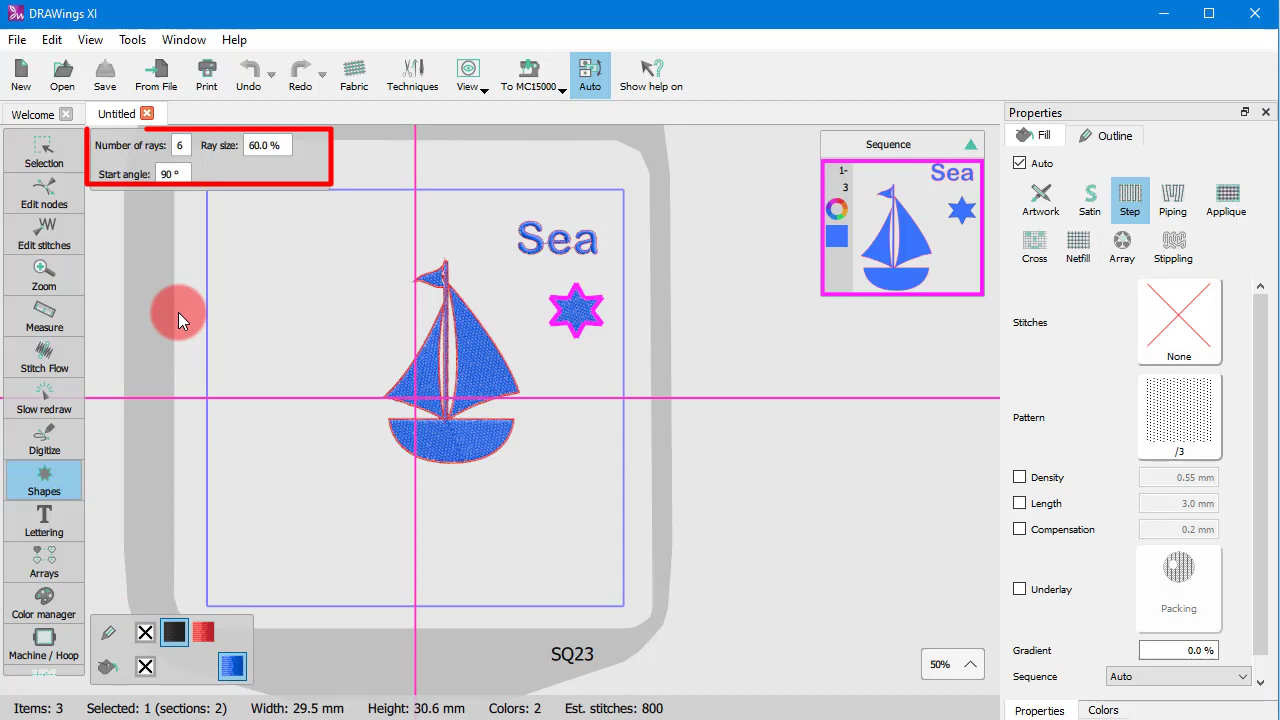 DRAWings XI
File Edit View Tools Window Help
New Open Save From File Print Undo Redo Fabric Techniques View To MC15000 Auto Show help on
Welcome Untitled
Number of rays: 6 Ray size: 60.0 %
Start angle: 90 °
Selection
Edit nodes
Edit stitches
Zoom
Measure
Stitch Flow
Slow redraw
Digitize
Shapes
Lettering
Arrays
Color manager
Machine / Hoop
Sea
SQ23
50%
Sequence
1-
3
Sea
Properties
Fill Outline
Auto
Artwork Satin Step Piping Applique
Cross Netfill Array Stippling
Stitches
None
Pattern
/3
Density 0.55 mm
Length 3.0 mm
Compensation 0.2 mm
Underlay
Packing
Gradient 0.0 %
Sequence Auto
Properties Colors
Items: 3 Selected: 1 (sections: 2) Width: 29.5 mm Height: 30.6 mm Colors: 2 Est. stitches: 800